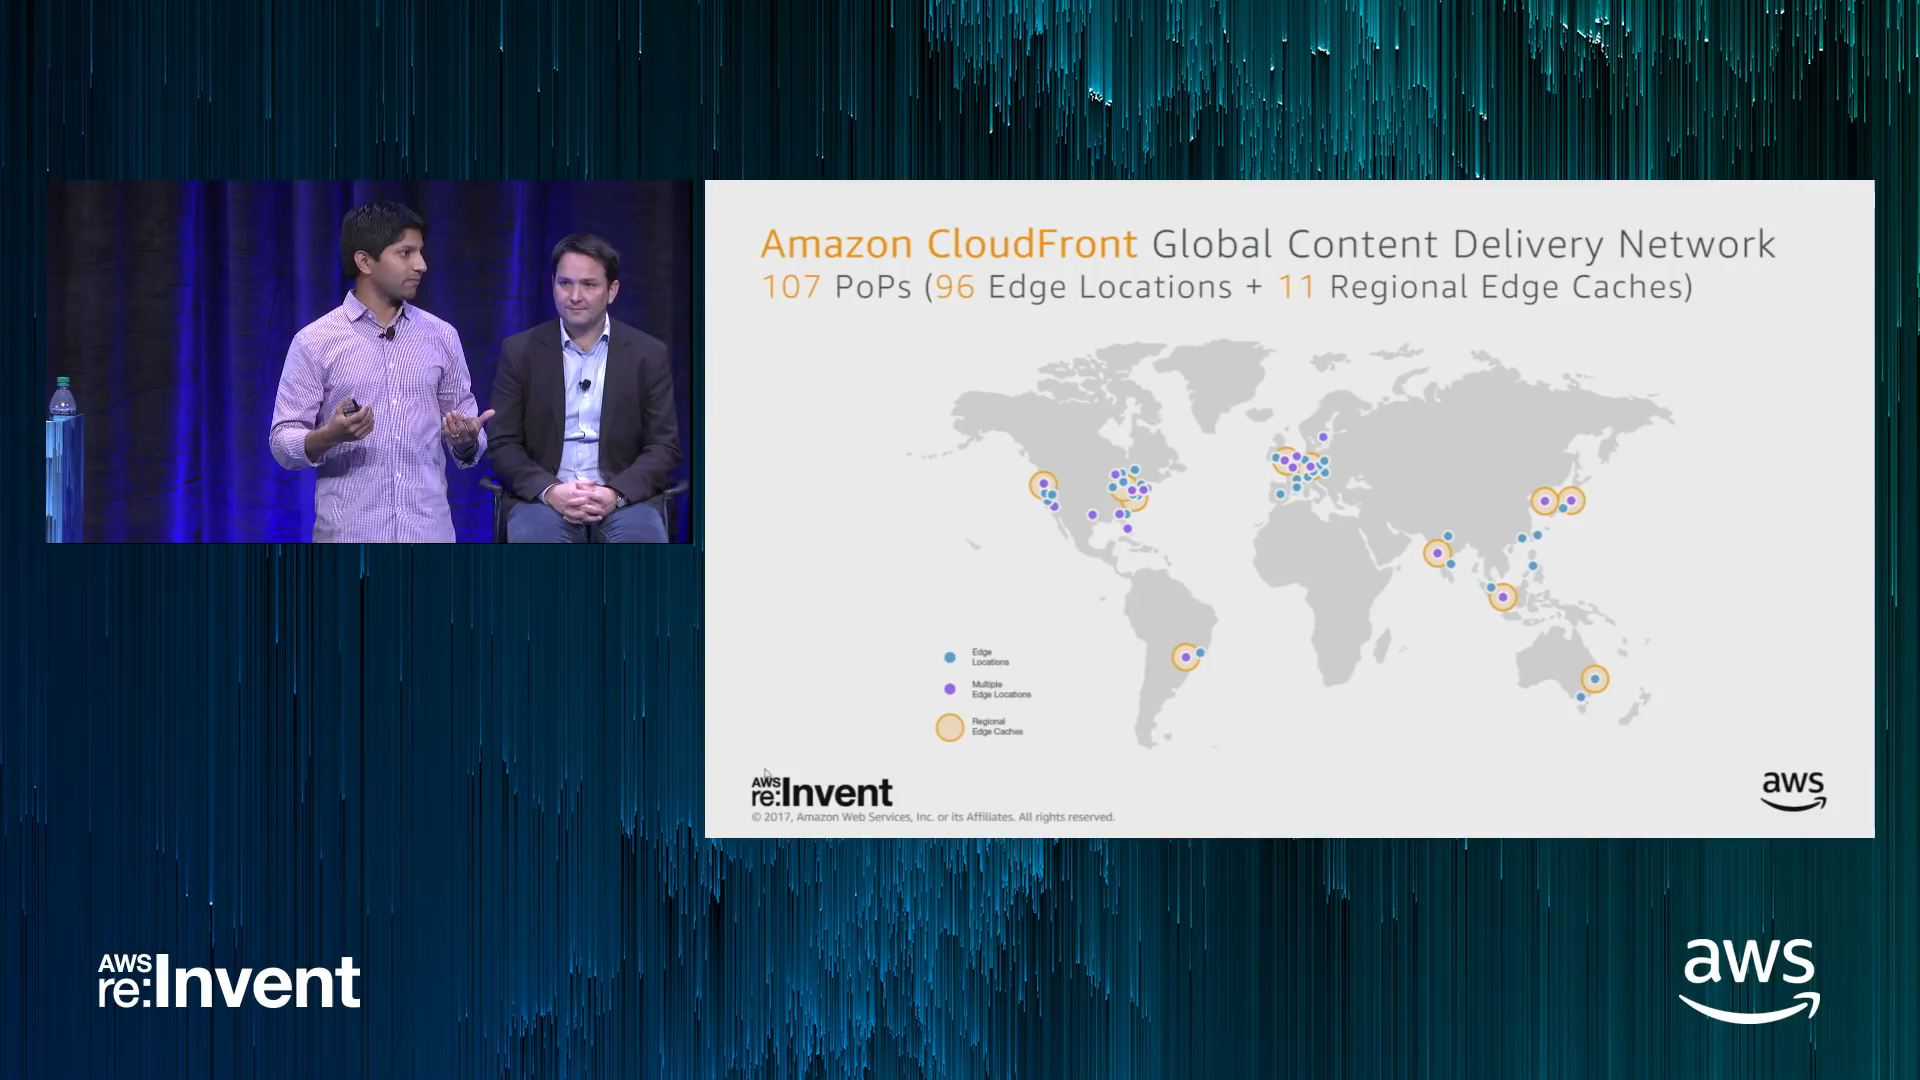 Amazon CloudFront Global Content Delivery Network
107 PoPs (96 Edge Locations + 11 Regional Edge Caches)
Edge
Locations
Multiple
Edge Locations
Regional
Edge Caches
AWS
re:Invent
© 2017, Amazon Web Services, Inc. or its Affiliates. All rights reserved.
aws
AWS
re:Invent
aws